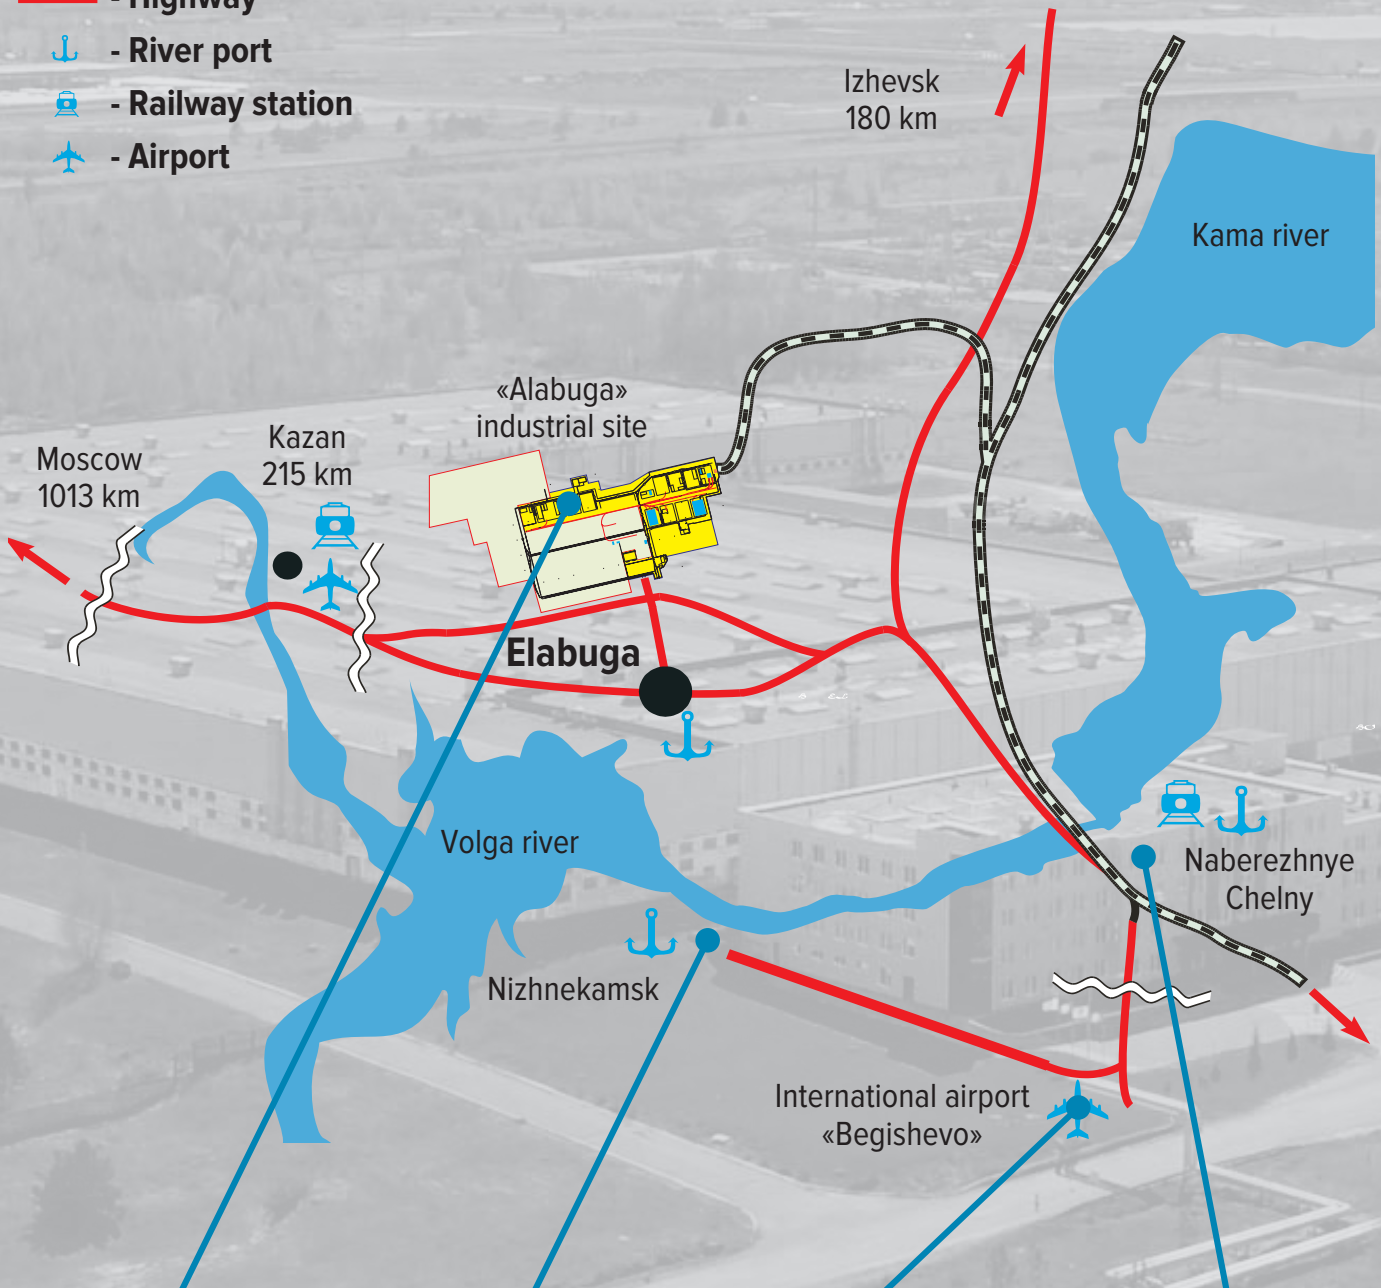 - Highway
- River port
- Railway station
- Airport
Izhevsk
180 km
Kama river
«Alabuga»
industrial site
Kazan
215 km
Moscow
1013 km
Elabuga
Volga river
Naberezhnye
Chelny
Nizhnekamsk
International airport
«Begishevo»